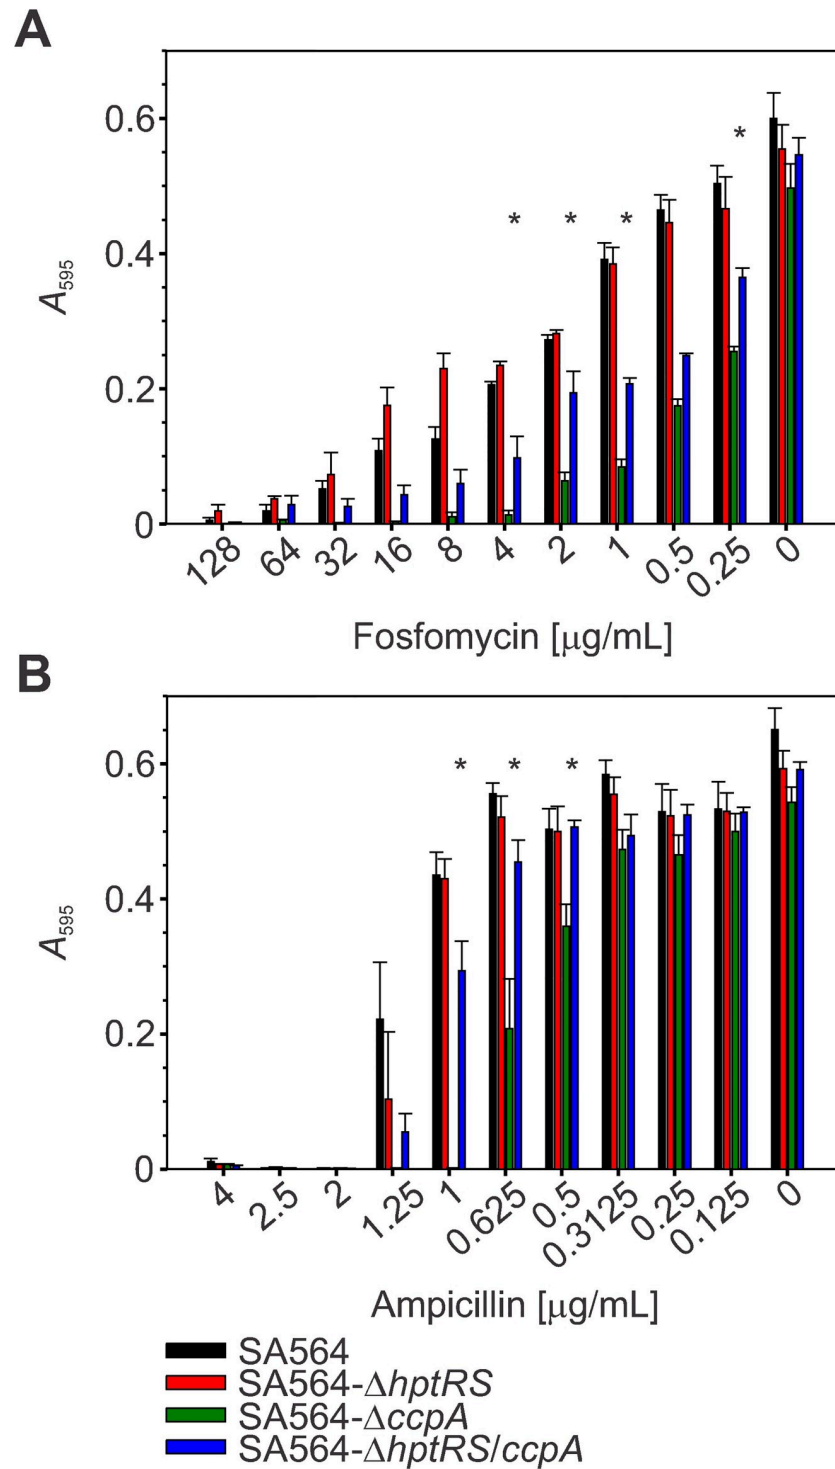 A
0.6
0.4
0.2
0
A595
* * * *
128 64 32 16 8 4 2 1 0.5 0.25 0
Fosfomycin [µg/mL]
B
0.6
0.4
0.2
0
A595
* * *
4 2.5 2 1.25 1 0.625 0.5 0.3125 0.25 0.125 0
Ampicillin [µg/mL]
SA564
SA564-ΔhptRS
SA564-ΔccpA
SA564-ΔhptRS/ccpA